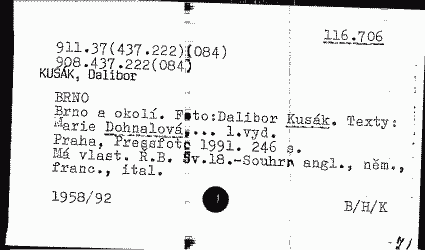 116.706
911.37(437.222)(084)
908.437.222(084)
KUSÁK, Dalibor
BRNO
Brno a okolí. Foto:Dalibor Kusák. Texty:
Marie Dohnalová,... 1.vyd.
Praha, Pressfoto 1991. 246 s.
Má vlast. Ř.B. Sv.18.-Souhrn angl., něm.,
franc., ital.
1958/92
B/H/K